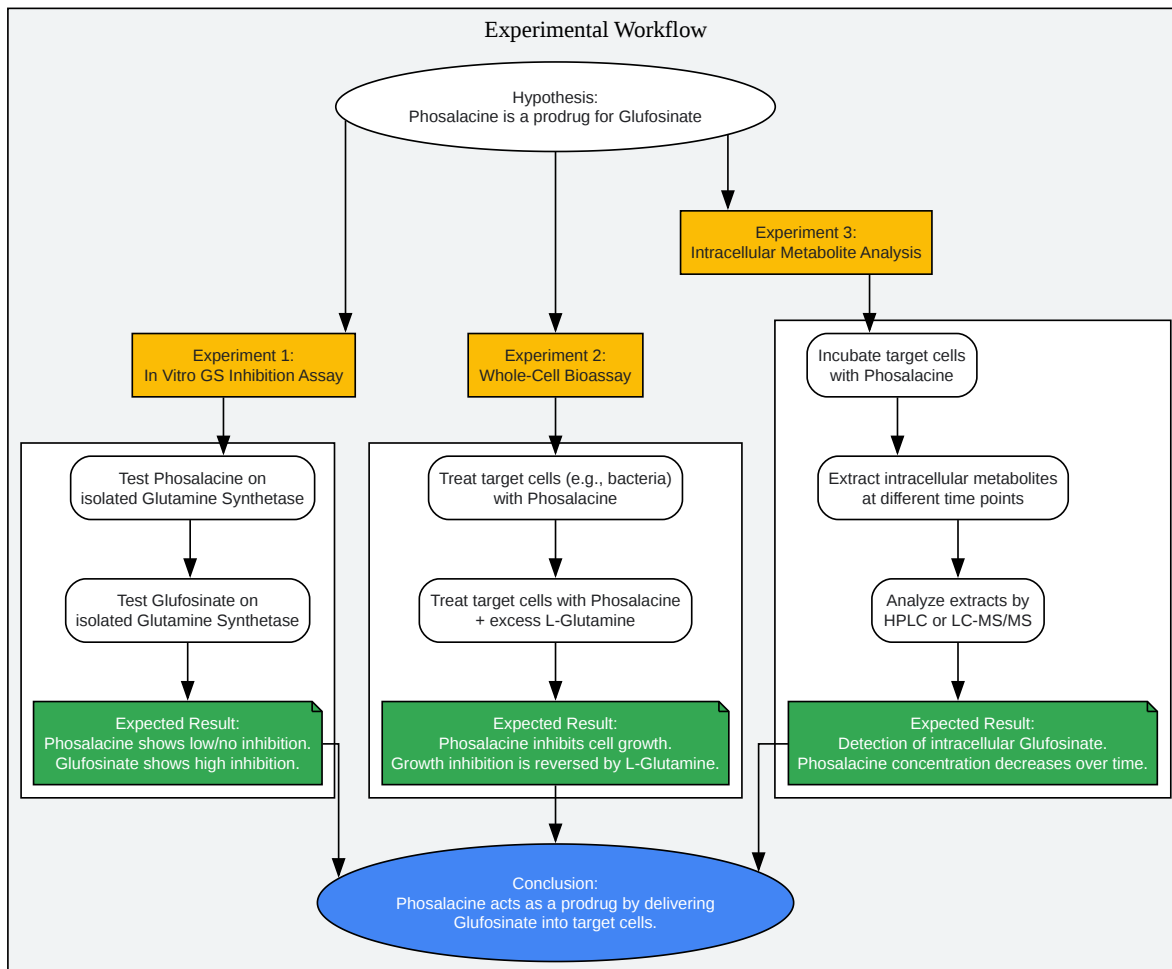 Experimental Workflow
Hypothesis:
Phosalacine is a prodrug for Glufosinate
Experiment 3:
Intracellular Metabolite Analysis
Experiment 1:
In Vitro GS Inhibition Assay
Experiment 2:
Whole-Cell Bioassay
Incubate target cells
with Phosalacine
Test Phosalacine on
isolated Glutamine Synthetase
Treat target cells (e.g., bacteria)
with Phosalacine
Extract intracellular metabolites
at different time points
Test Glufosinate on
isolated Glutamine Synthetase
Treat target cells with Phosalacine
+ excess L-Glutamine
Analyze extracts by
HPLC or LC-MS/MS
Expected Result:
Phosalacine shows low/no inhibition.
Glufosinate shows high inhibition.
Expected Result:
Phosalacine inhibits cell growth.
Growth inhibition is reversed by L-Glutamine.
Expected Result:
Detection of intracellular Glufosinate.
Phosalacine concentration decreases over time.
Conclusion:
Phosalacine acts as a prodrug by delivering
Glufosinate into target cells.